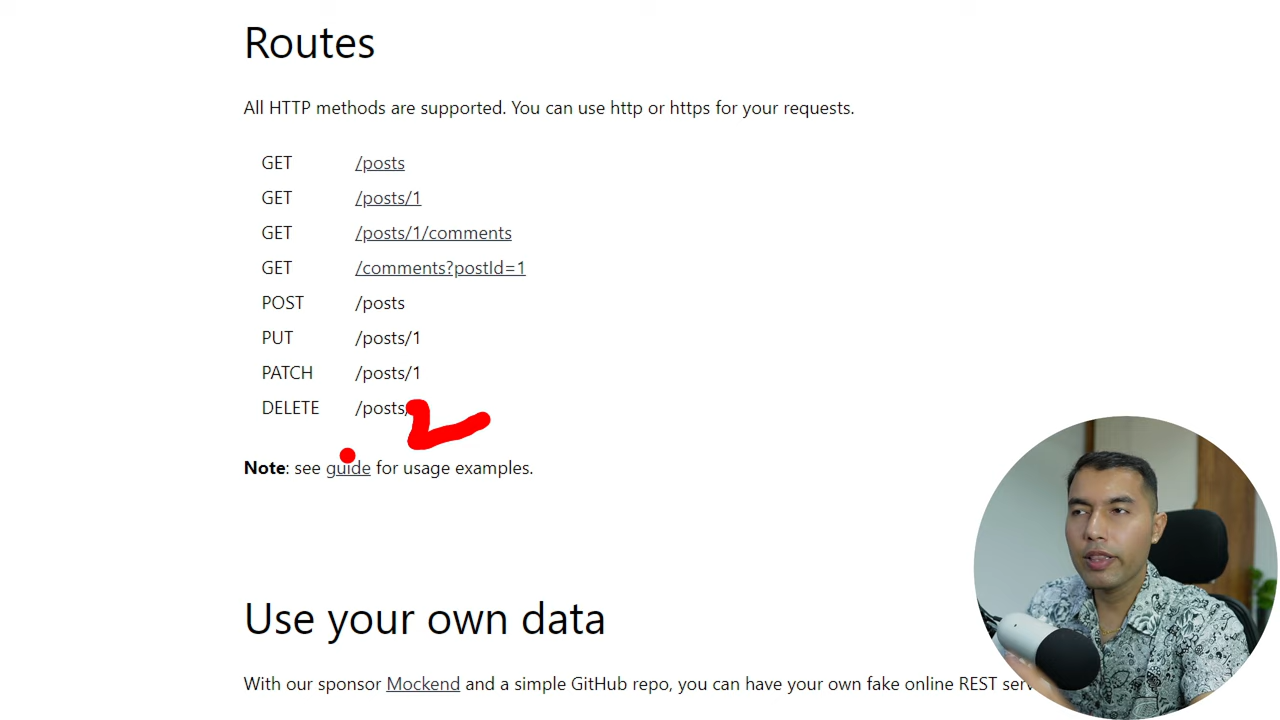 Routes
All HTTP methods are supported. You can use http or https for your requests.
GET /posts
GET /posts/1
GET /posts/1/comments
GET /comments?postId=1
POST /posts
PUT /posts/1
PATCH /posts/1
DELETE /posts/
Note: see guide for usage examples.
Use your own data
With our sponsor Mockend and a simple GitHub repo, you can have your own fake online REST